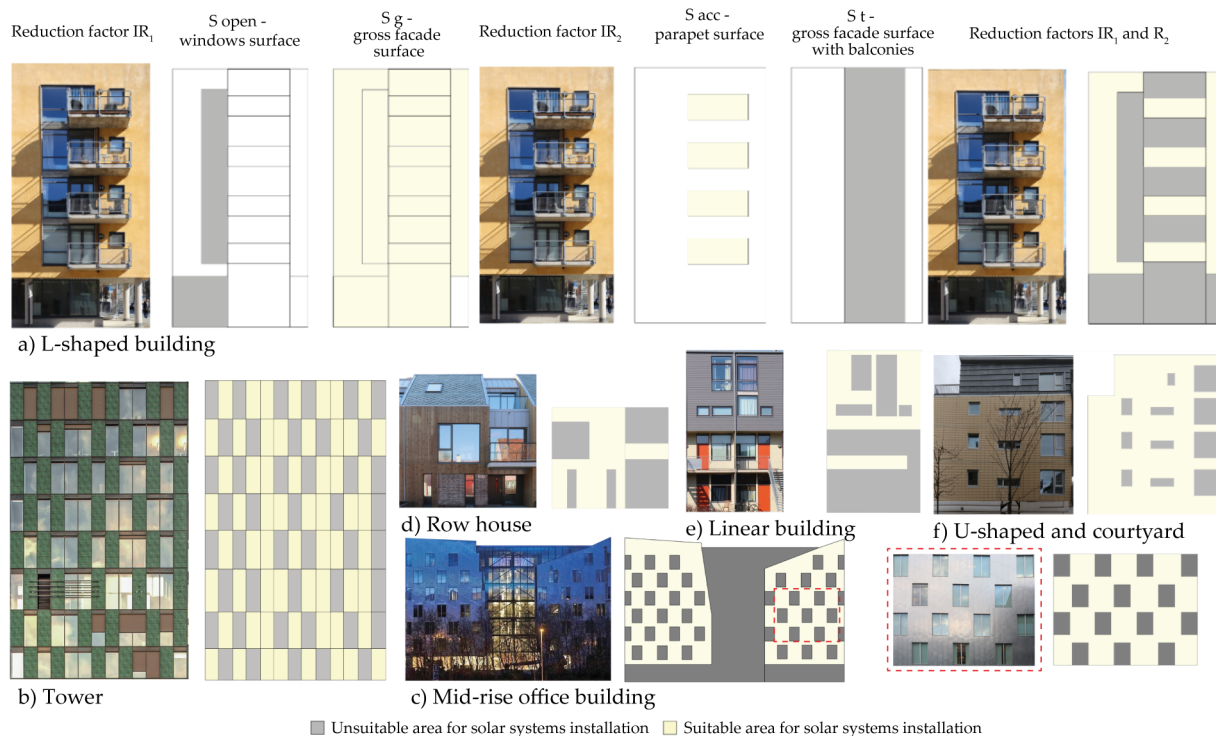 Reduction factor IR₁
S open -
windows surface
S g -
gross facade
surface
Reduction factor IR₂
S acc -
parapet surface
S t -
gross facade surface
with balconies
Reduction factors IR₁ and R₂
a) L-shaped building
b) Tower
c) Mid-rise office building
d) Row house
e) Linear building
f) U-shaped and courtyard
Unsuitable area for solar systems installation
Suitable area for solar systems installation